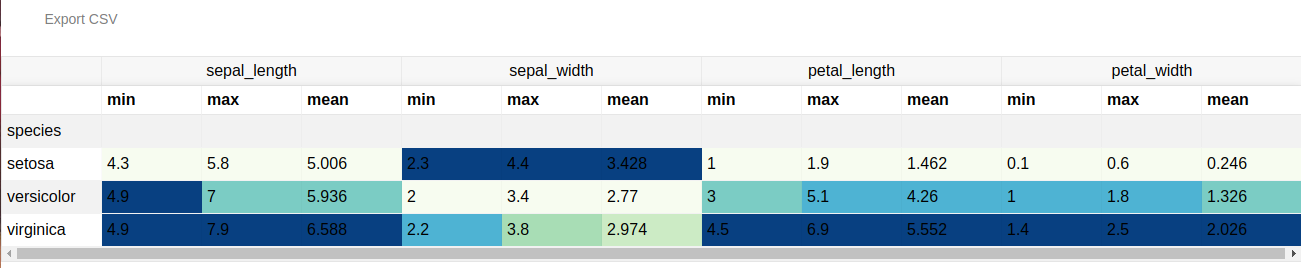 Export CSV
sepal_length sepal_width petal_length petal_width
min max mean min max mean min max mean min max mean
species
setosa 4.3 5.8 5.006 2.3 4.4 3.428 1 1.9 1.462 0.1 0.6 0.246
versicolor 4.9 7 5.936 2 3.4 2.77 3 5.1 4.26 1 1.8 1.326
virginica 4.9 7.9 6.588 2.2 3.8 2.974 4.5 6.9 5.552 1.4 2.5 2.026